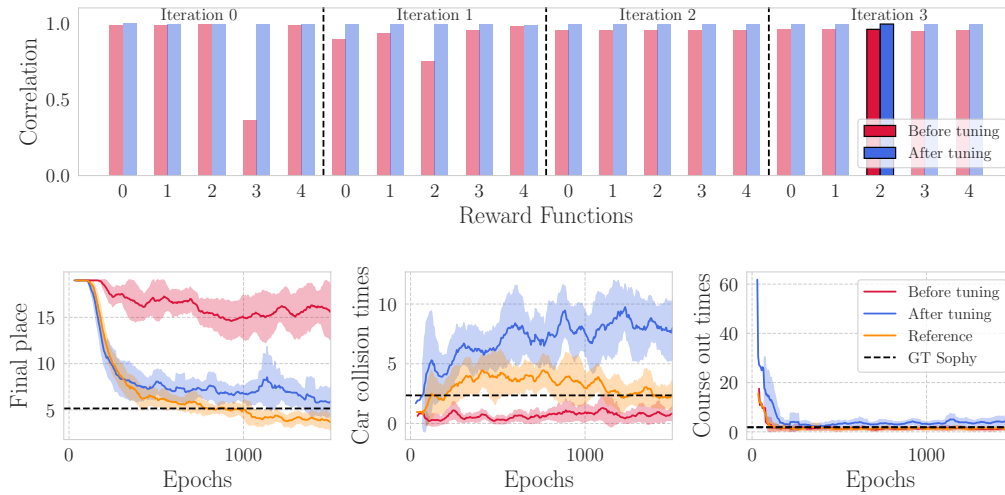 Iteration 0 Iteration 1 Iteration 2 Iteration 3
1.0
0.5
0.0
Correlation
Before tuning
After tuning
0 1 2 3 4 0 1 2 3 4 0 1 2 3 4 0 1 2 3 4
Reward Functions
Final place
15
10
5
0 1000
Epochs
Car collision times
10
5
0
0 1000
Epochs
Course out times
60
40
20
0
Before tuning
After tuning
Reference
GT Sophy
0 1000
Epochs